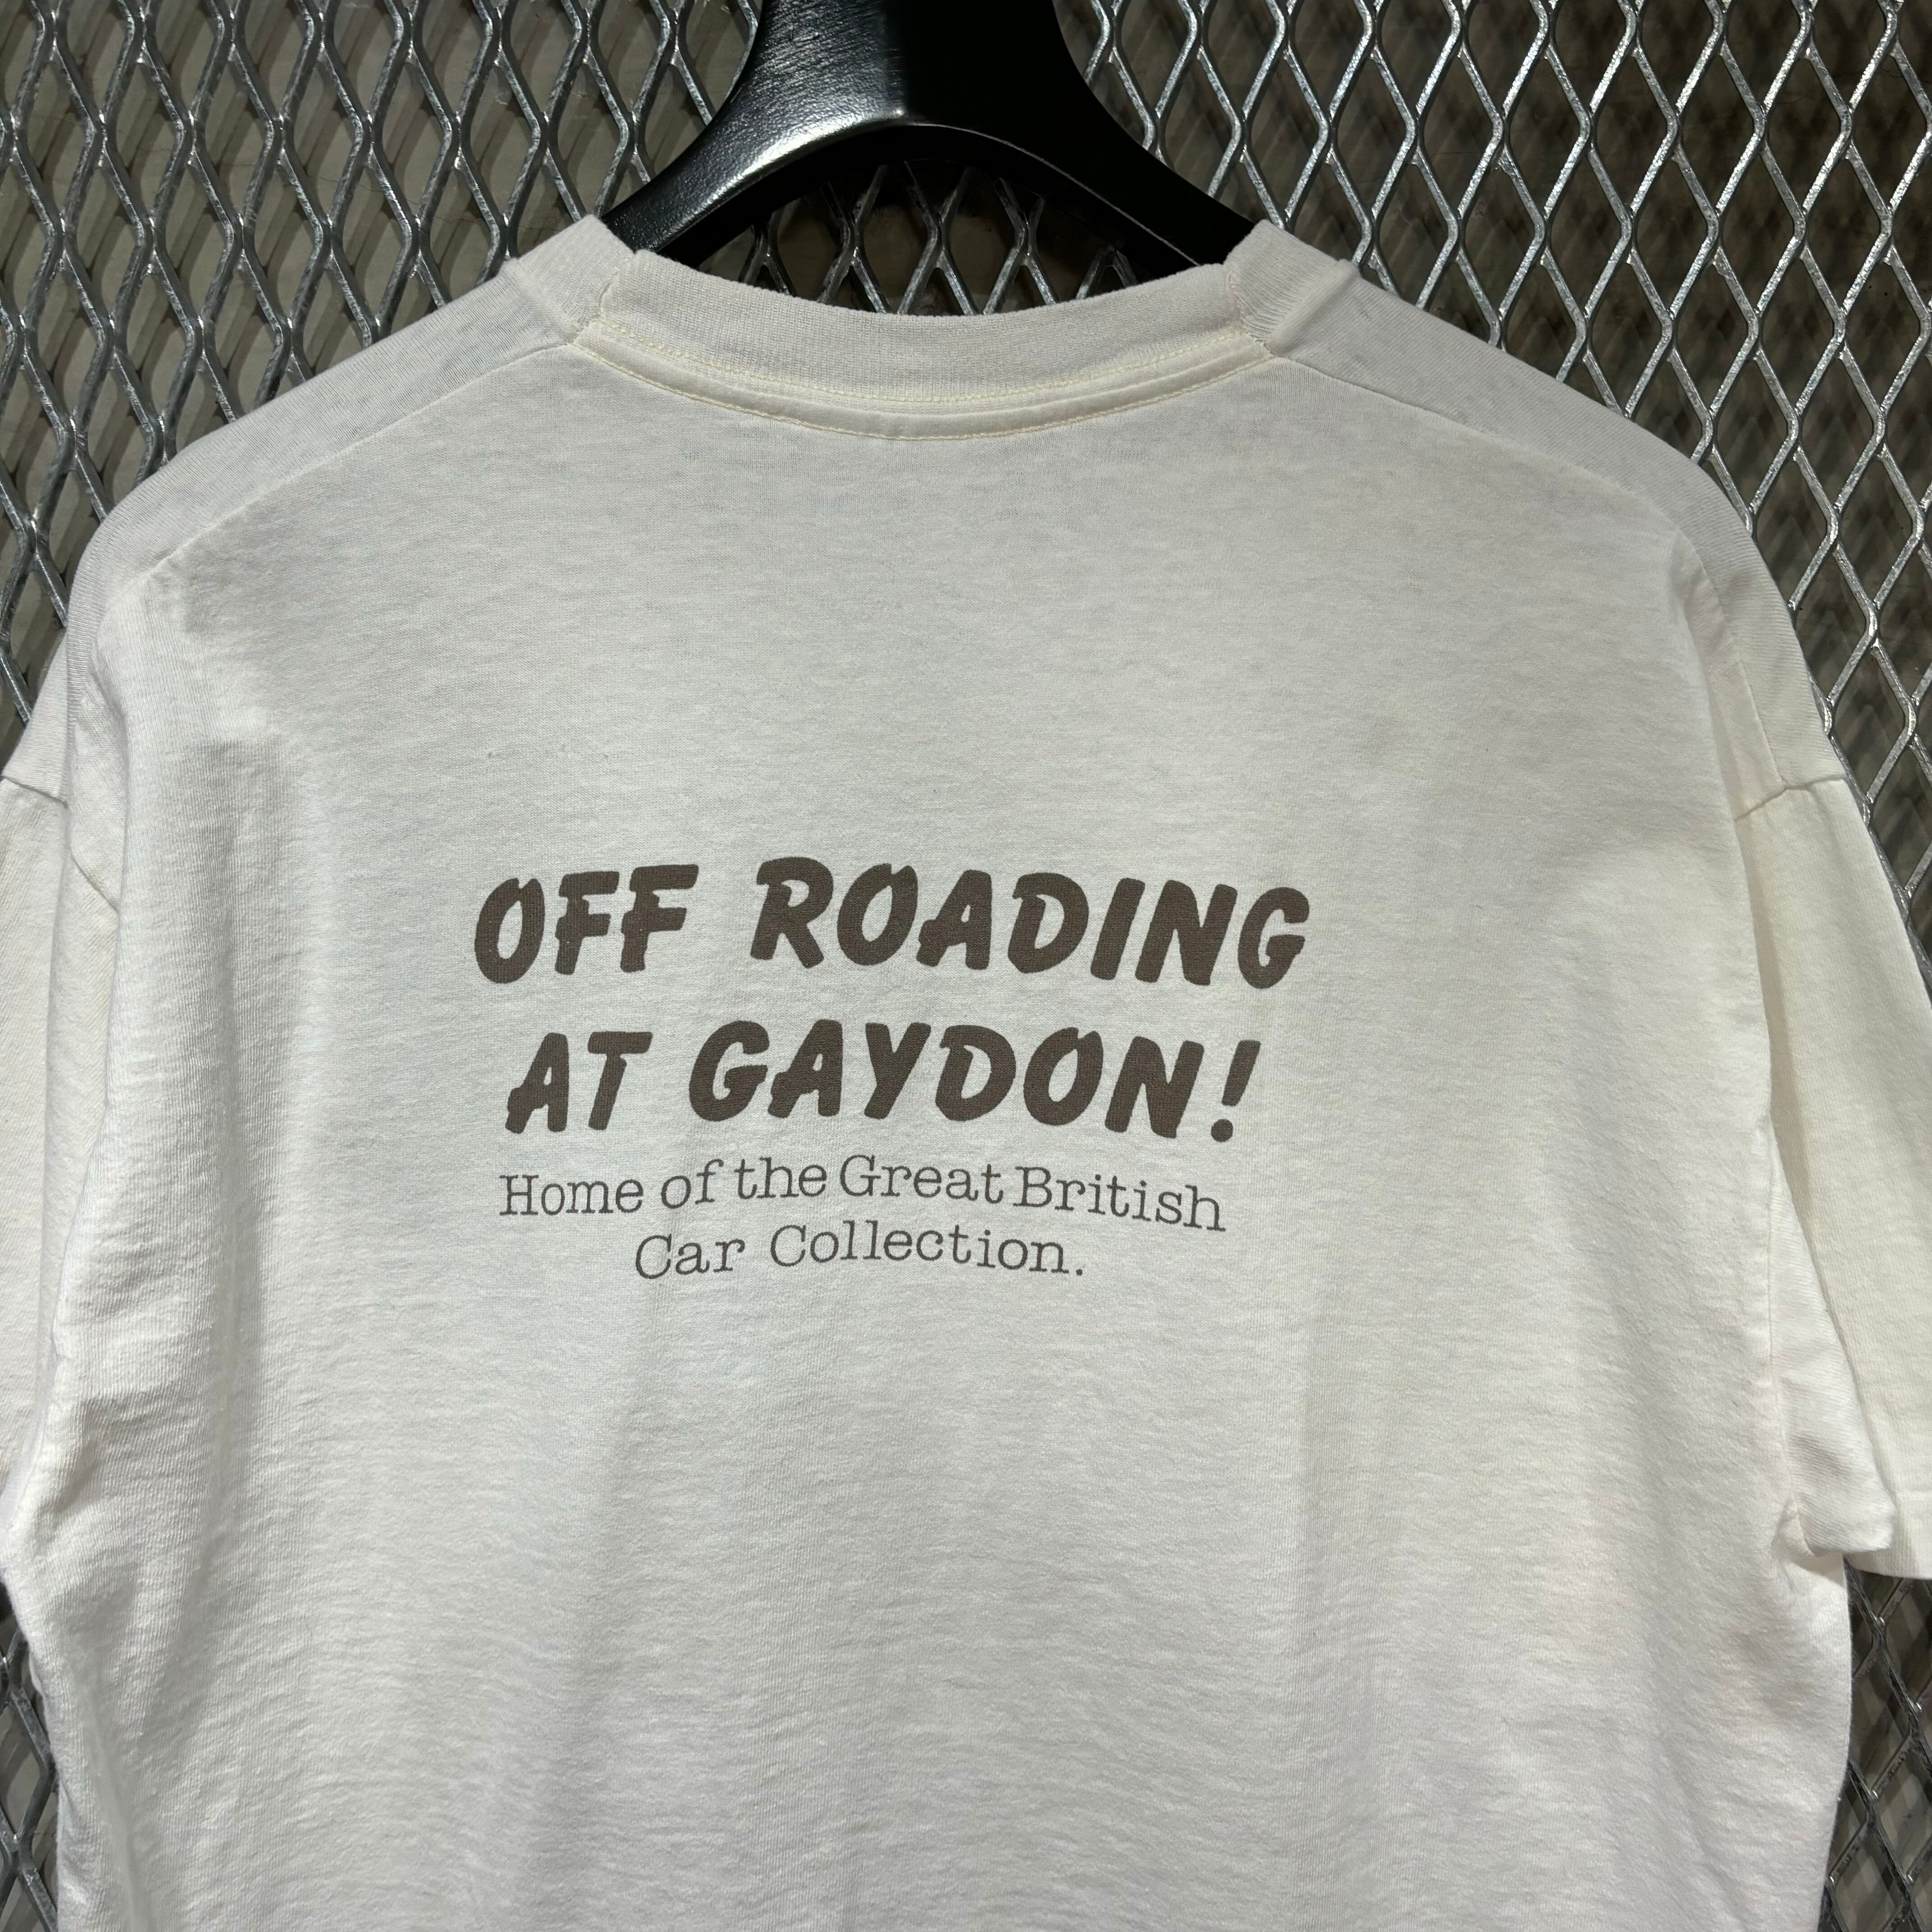 OFF ROADING
AT GAYDON!
Home of the Great British
Car Collection.